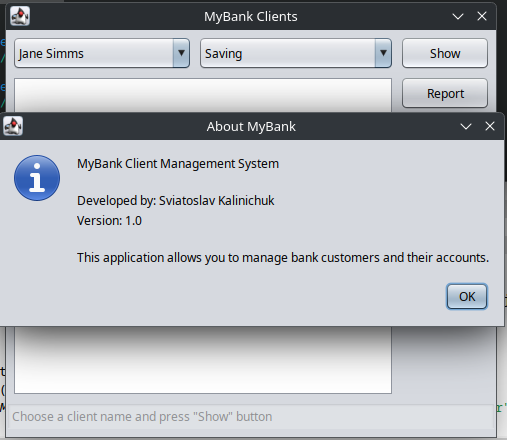 MyBank Clients
Jane Simms
Saving
Show
Report
About MyBank
MyBank Client Management System
Developed by: Sviatoslav Kalinichuk
Version: 1.0
This application allows you to manage bank customers and their accounts.
OK
Choose a client name and press "Show" button